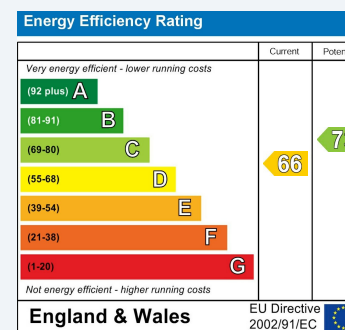 Energy Efficiency Rating
Current
Very energy efficient - lower running costs
(92 plus) A
(81-91) B
(69-80) C
(55-68) D
66
(39-54) E
(21-38) F
(1-20) G
Not energy efficient - higher running costs
England & Wales
EU Directive
2002/91/EC